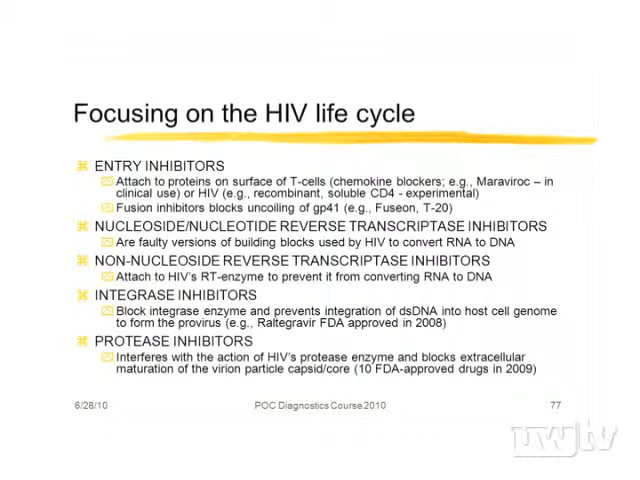 Focusing on the HIV life cycle
ENTRY INHIBITORS
Attach to proteins on surface of T-cells (chemokine blockers; e.g., Maraviroc – in
clinical use) or HIV (e.g., recombinant, soluble CD4 - experimental)
Fusion inhibitors blocks uncoiling of gp41 (e.g., Fuseon, T-20)
NUCLEOSIDE/NUCLEOTIDE REVERSE TRANSCRIPTASE INHIBITORS
Are faulty versions of building blocks used by HIV to convert RNA to DNA
NON-NUCLEOSIDE REVERSE TRANSCRIPTASE INHIBITORS
Attach to HIV's RT-enzyme to prevent it from converting RNA to DNA
INTEGRASE INHIBITORS
Block integrase enzyme and prevents integration of dsDNA into host cell genome
to form the provirus (e.g., Raltegravir FDA approved in 2008)
PROTEASE INHIBITORS
Interferes with the action of HIV's protease enzyme and blocks extracellular
maturation of the virion particle capsid/core (10 FDA-approved drugs in 2009)
6/28/10 POC Diagnostics Course 2010 77
uwtv